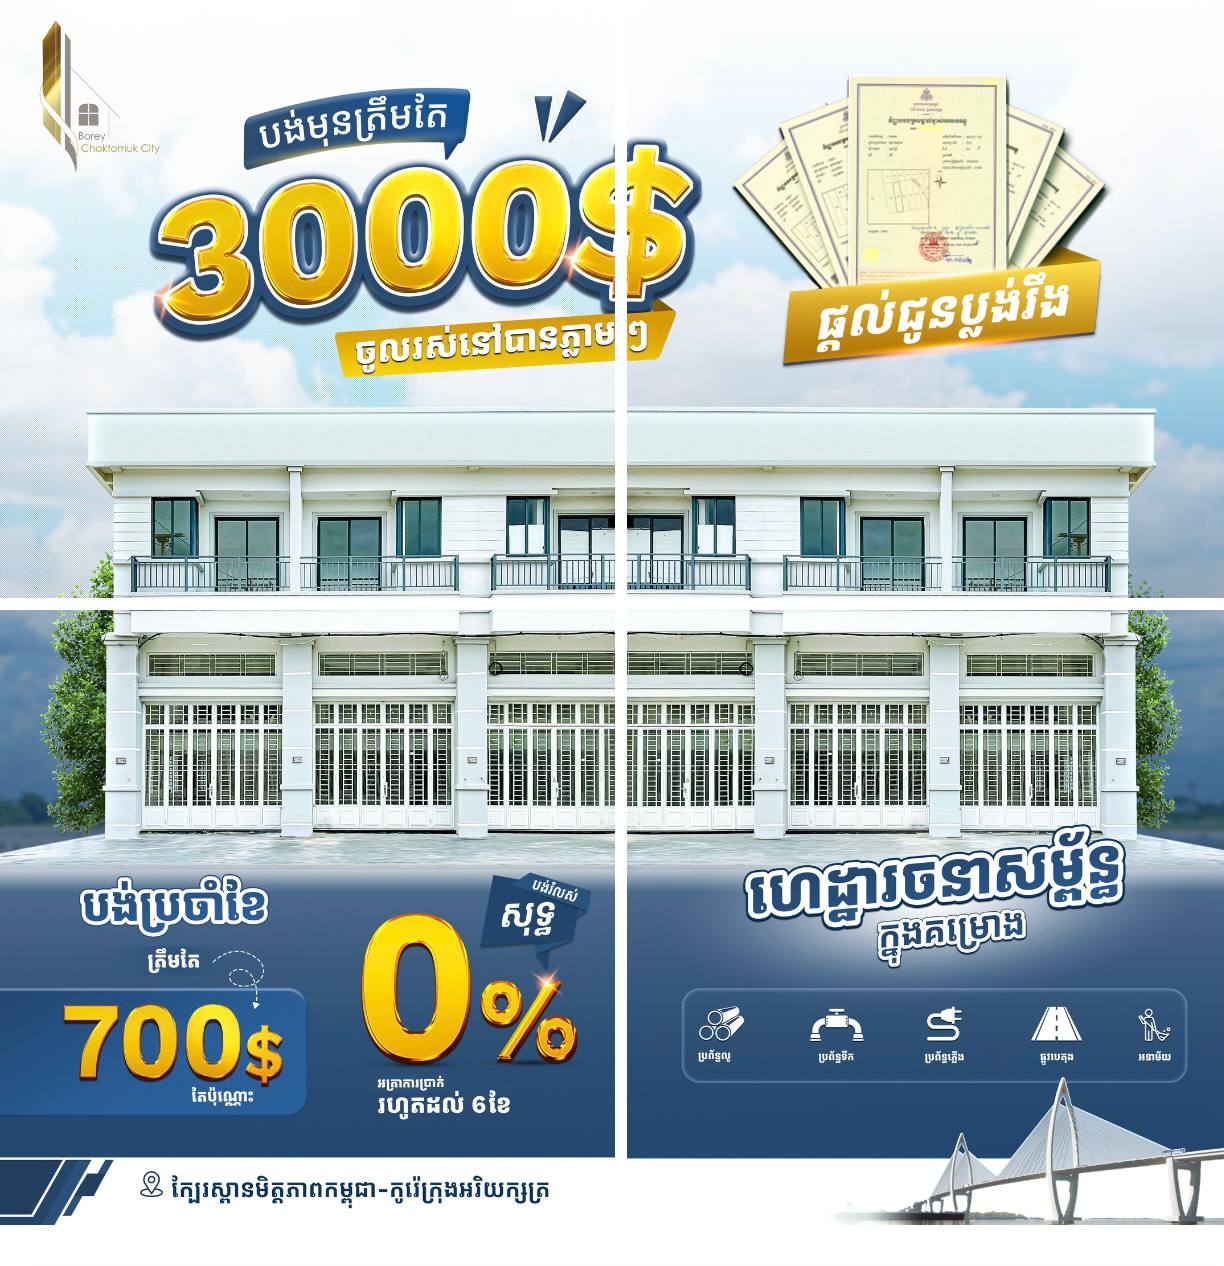 Borey
Chaktomuk City
បង់មុនត្រឹមតែ
3000$
ចូលរស់នៅបានភ្លាមៗ
ផ្តល់ជូនប្លង់រឹង
បង់ប្រចាំខែ
ត្រឹមតែ
700$
តែប៉ុណ្ណោះ
បង់រំលស់
សុទ្ធ
0%
អត្រាការប្រាក់
រហូតដល់ 6ខែ
ហេដ្ឋារចនាសម្ព័ន្ធ
ក្នុងគម្រោង
ប្រព័ន្ធលូ
ប្រព័ន្ធទឹក
ប្រព័ន្ធភ្លើង
ផ្លូវបេតុង
អនាម័យ
ក្បែរស្ពានមិត្តភាពកម្ពុជា-កូរ៉េក្រុងអរិយក្សត្រ